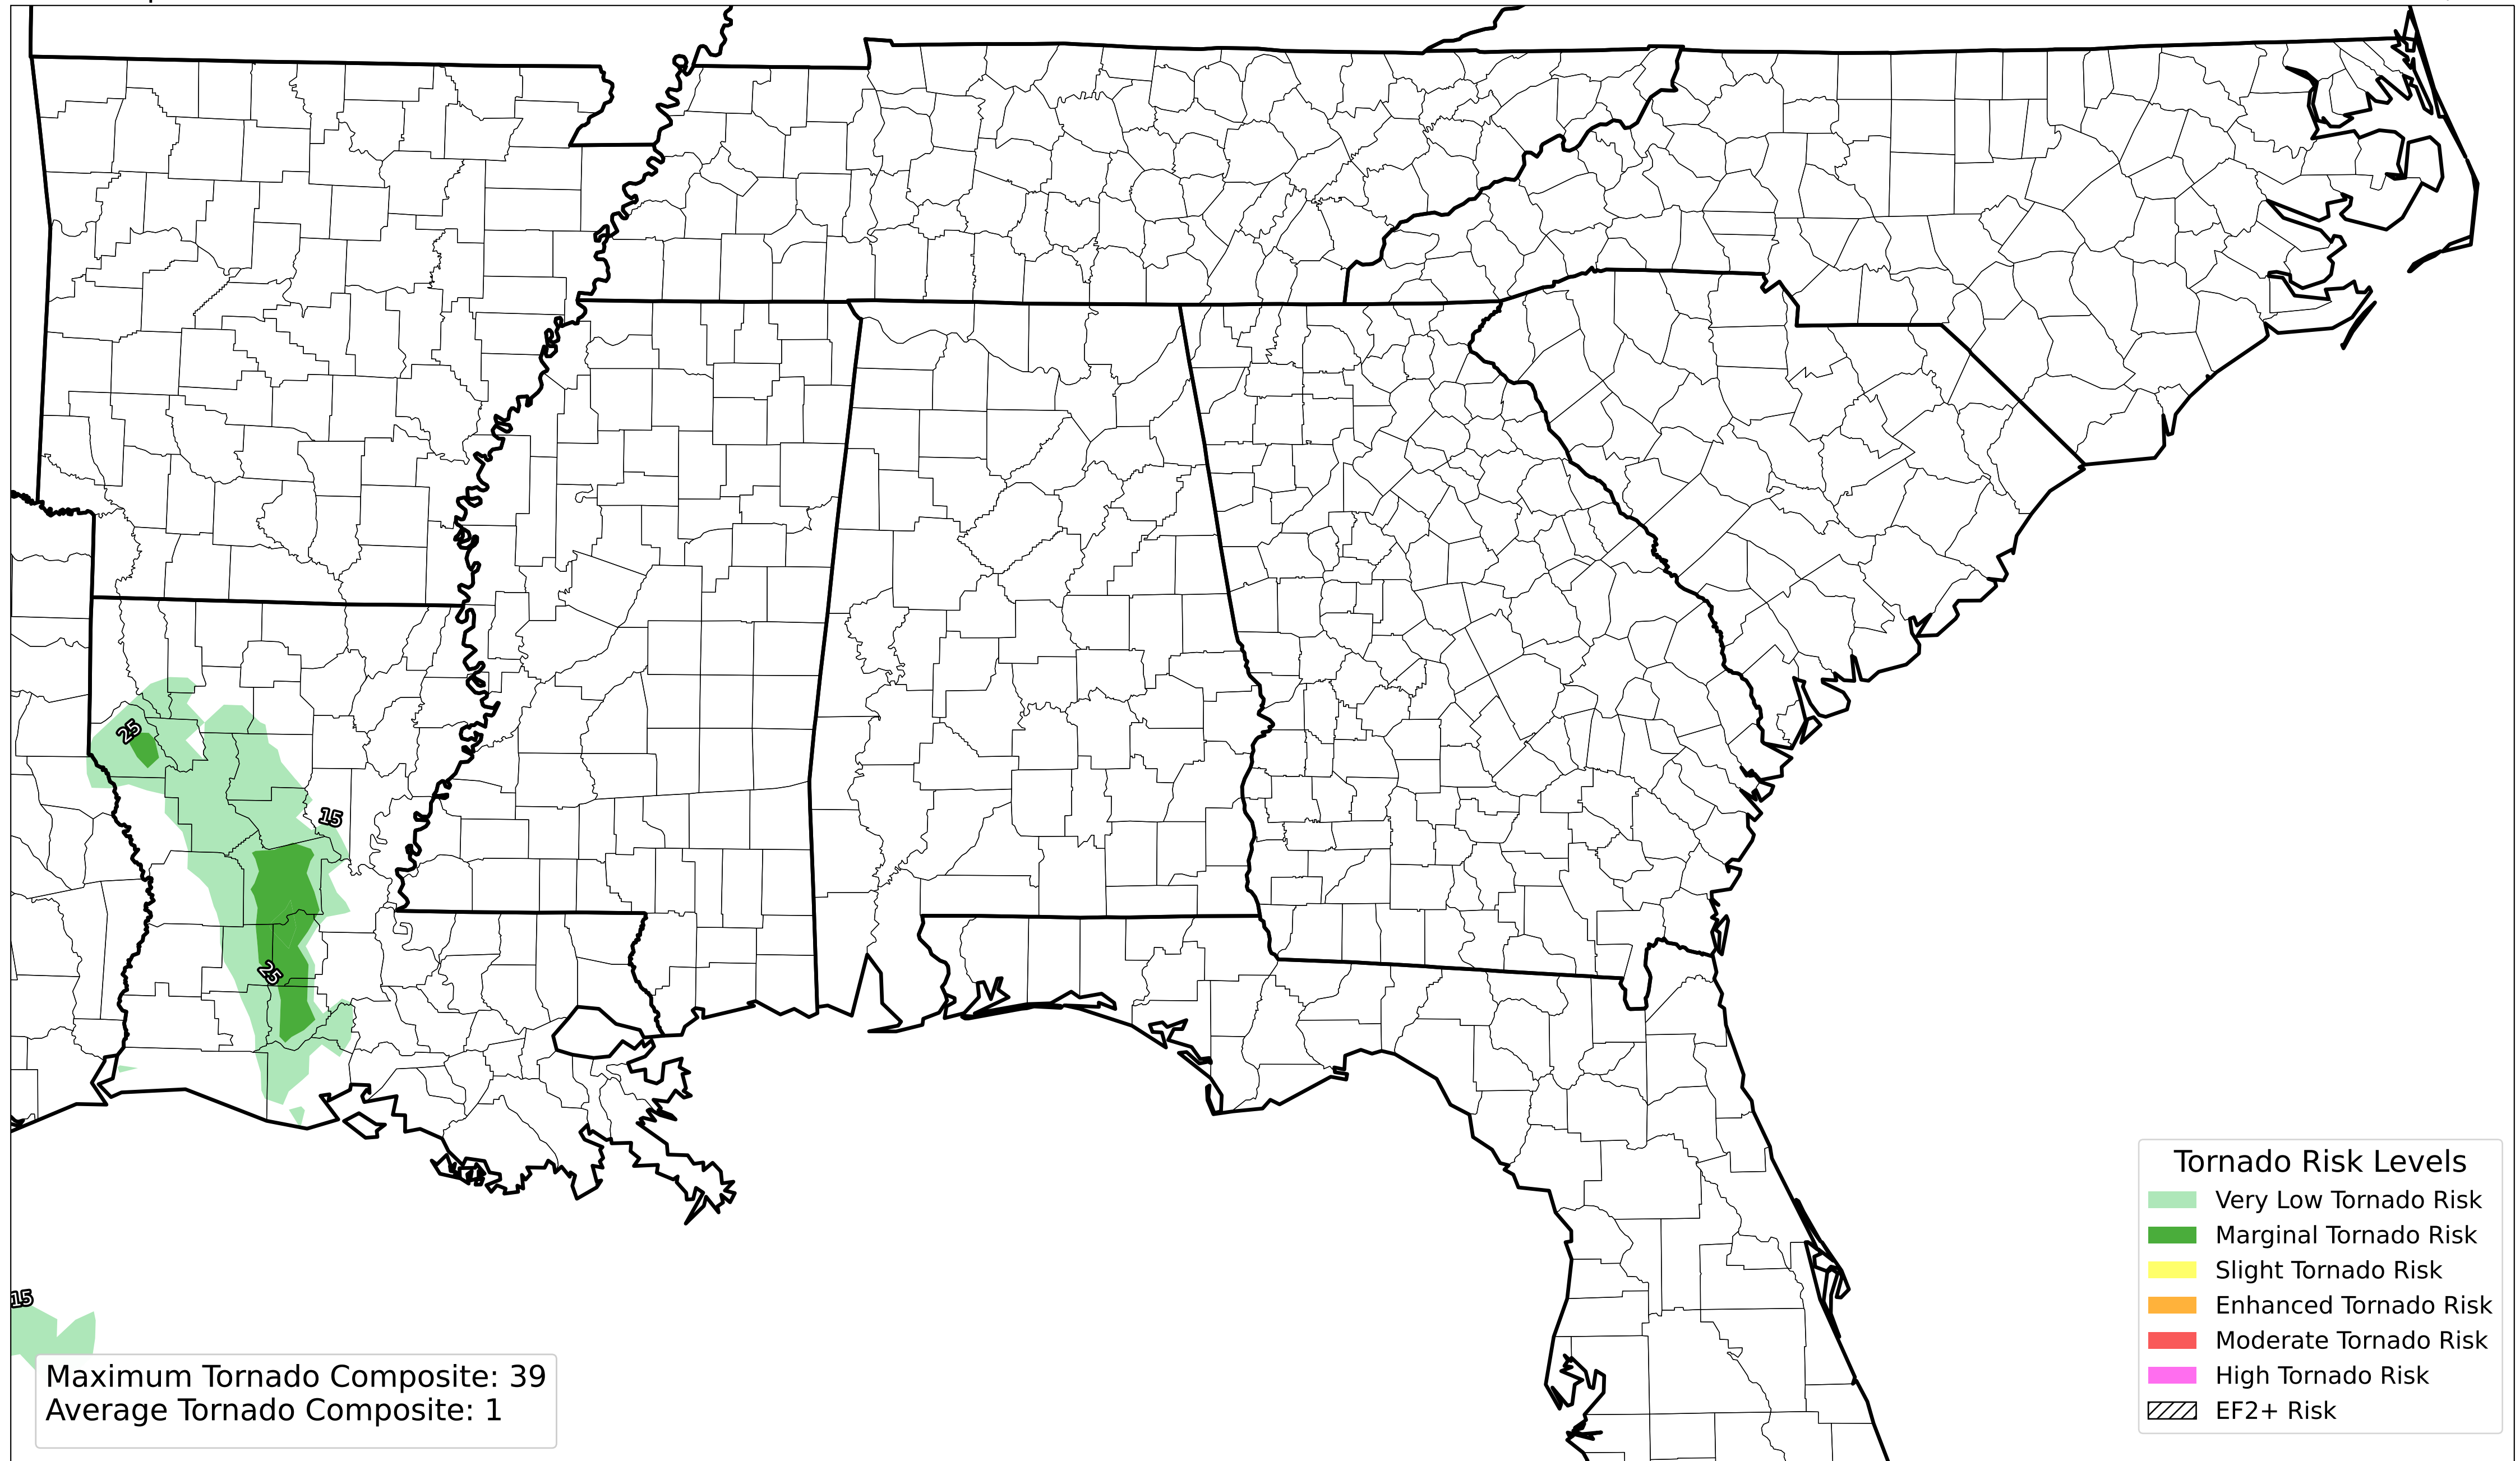 25
15
25
15
Maximum Tornado Composite: 39
Average Tornado Composite: 1
Tornado Risk Levels
Very Low Tornado Risk
Marginal Tornado Risk
Slight Tornado Risk
Enhanced Tornado Risk
Moderate Tornado Risk
High Tornado Risk
EF2+ Risk